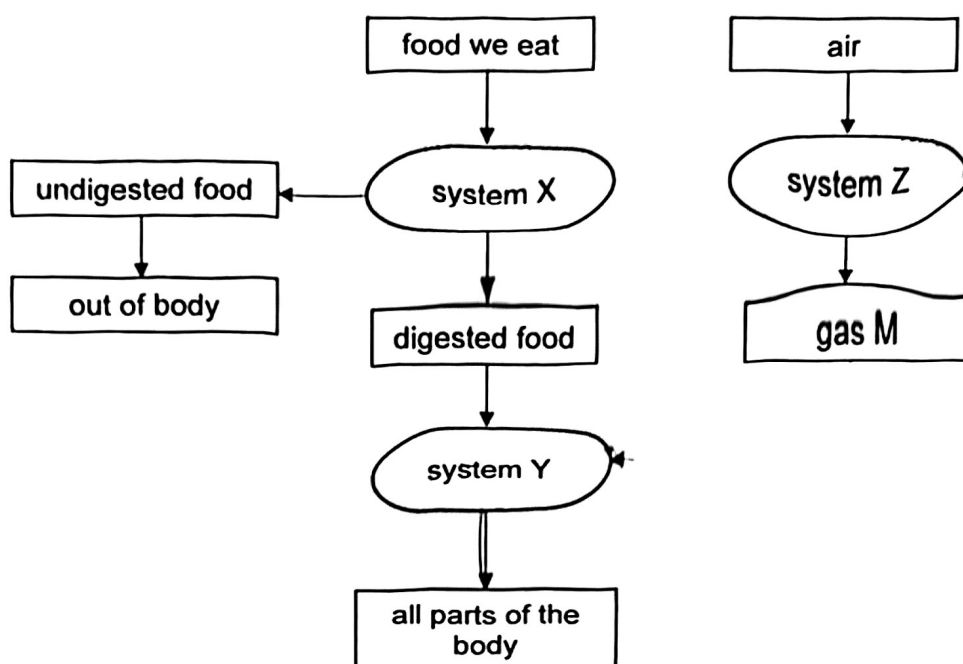 food we eat
air
undigested food
system X
system Z
out of body
digested food
gas M
system Y
all parts of the
body